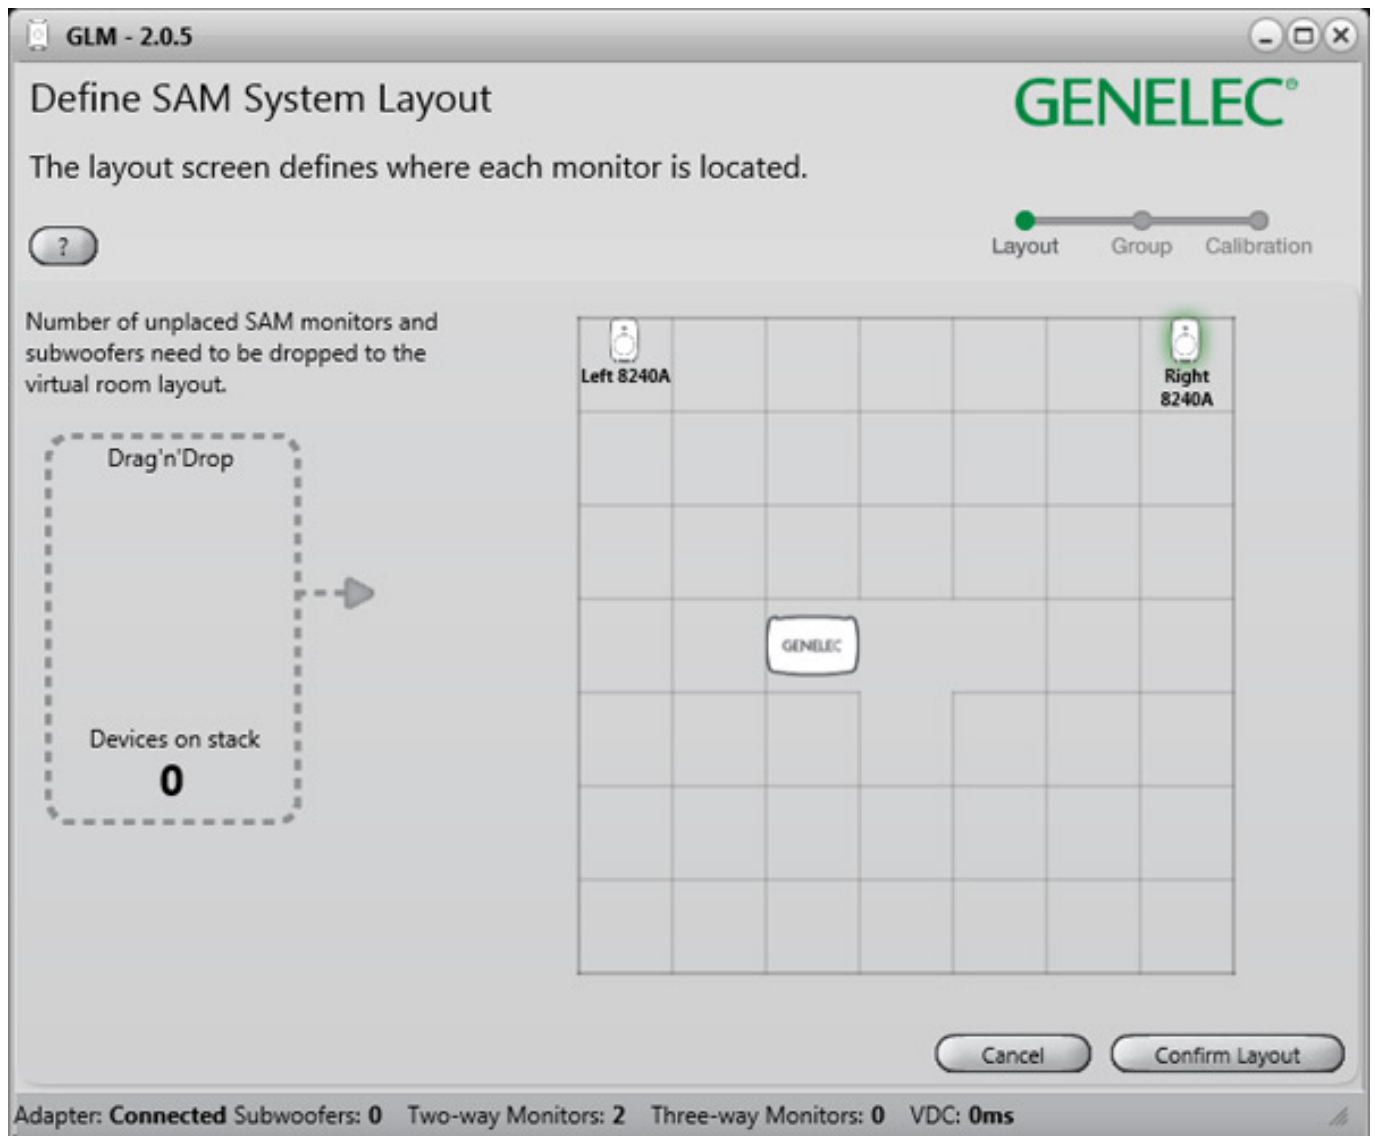 GLM - 2.0.5
Define SAM System Layout
GENELEC®
The layout screen defines where each monitor is located.
?
Layout Group Calibration
Number of unplaced SAM monitors and
subwoofers need to be dropped to the
virtual room layout.
Drag'n'Drop
Devices on stack
0
Left 8240A
Right
8240A
GENELEC
Cancel
Confirm Layout
Adapter: Connected Subwoofers: 0 Two-way Monitors: 2 Three-way Monitors: 0 VDC: 0ms